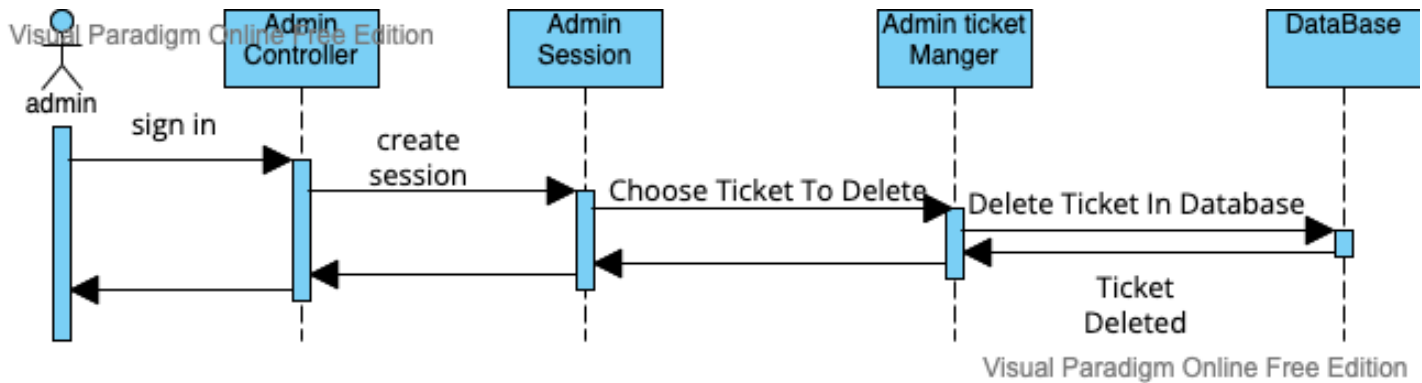 Visual Paradigm Online Free Edition
Admin
Controller
Admin
Session
Admin ticket
Manger
DataBase
admin
sign in
create
session
Choose Ticket To Delete
Delete Ticket In Database
Ticket
Deleted
Visual Paradigm Online Free Edition